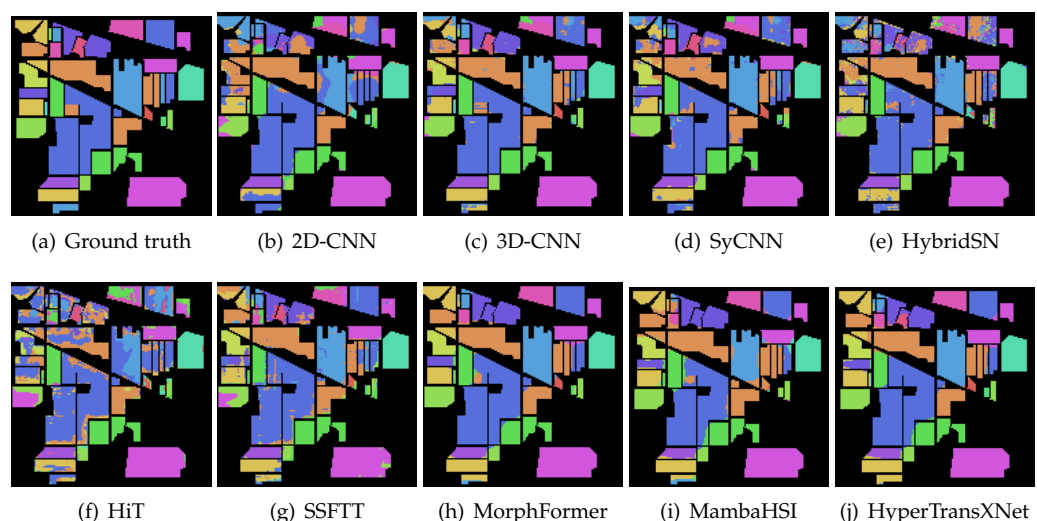 (a) Ground truth
(b) 2D-CNN
(c) 3D-CNN
(d) SyCNN
(e) HybridSN
(f) HiT
(g) SSFTT
(h) MorphFormer
(i) MambaHSI
(j) HyperTransXNet